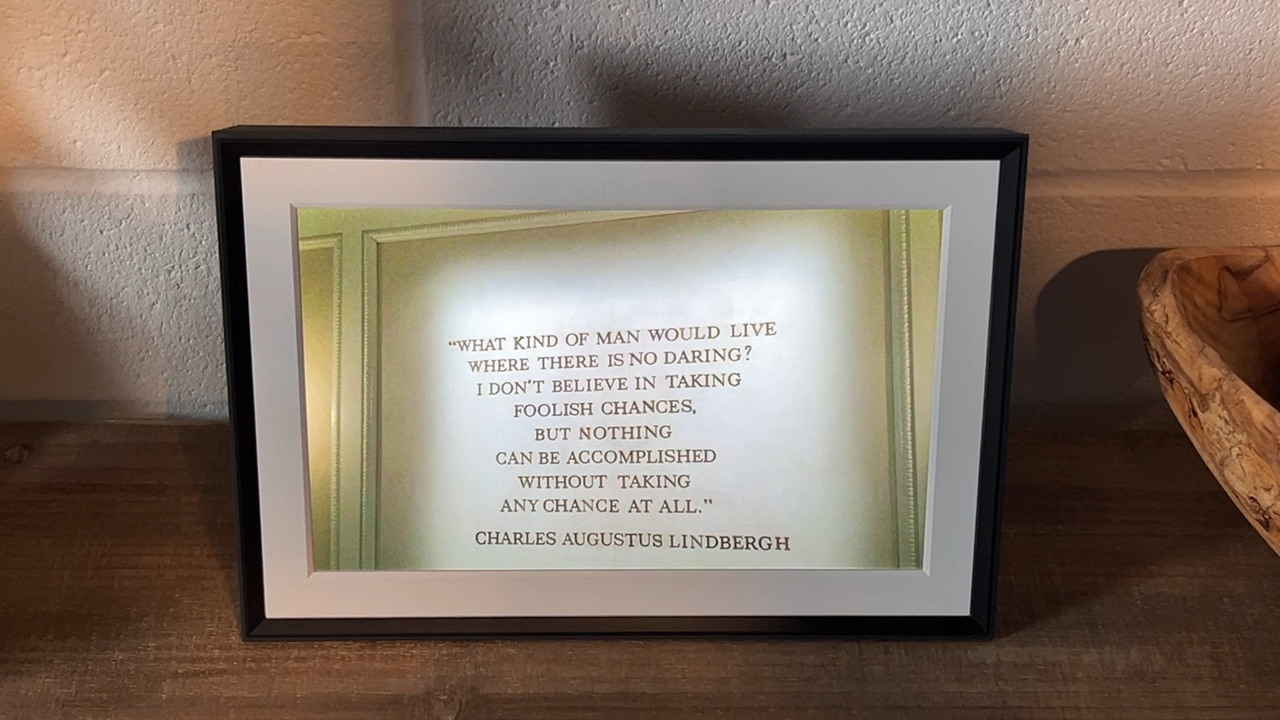 “WHAT KIND OF MAN WOULD LIVE
WHERE THERE IS NO DARING?
I DON'T BELIEVE IN TAKING
FOOLISH CHANCES,
BUT NOTHING
CAN BE ACCOMPLISHED
WITHOUT TAKING
ANY CHANCE AT ALL.”
CHARLES AUGUSTUS LINDBERGH